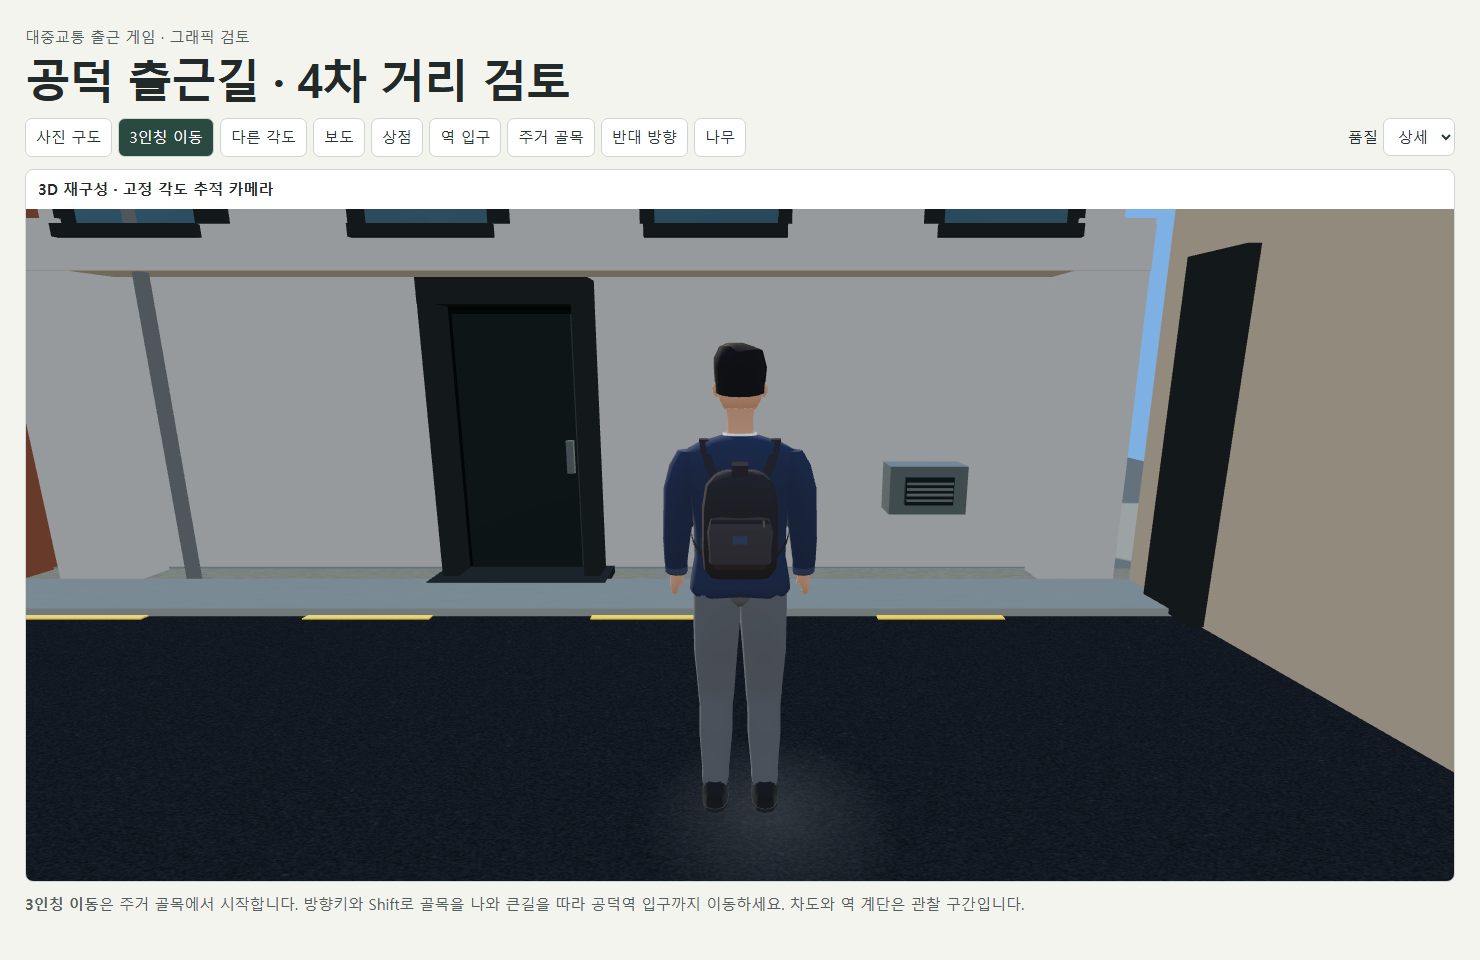 대중교통 출근 게임 · 그래픽 검토
공덕 출근길 · 4차 거리 검토
사진 구도
3인칭 이동
다른 각도
보도
상점
역 입구
주거 골목
반대 방향
나무
품질
상세
3D 재구성 · 고정 각도 추적 카메라
3인칭 이동은 주거 골목에서 시작합니다. 방향키와 Shift로 골목을 나와 큰길을 따라 공덕역 입구까지 이동하세요. 차도와 역 계단은 관찰 구간입니다.